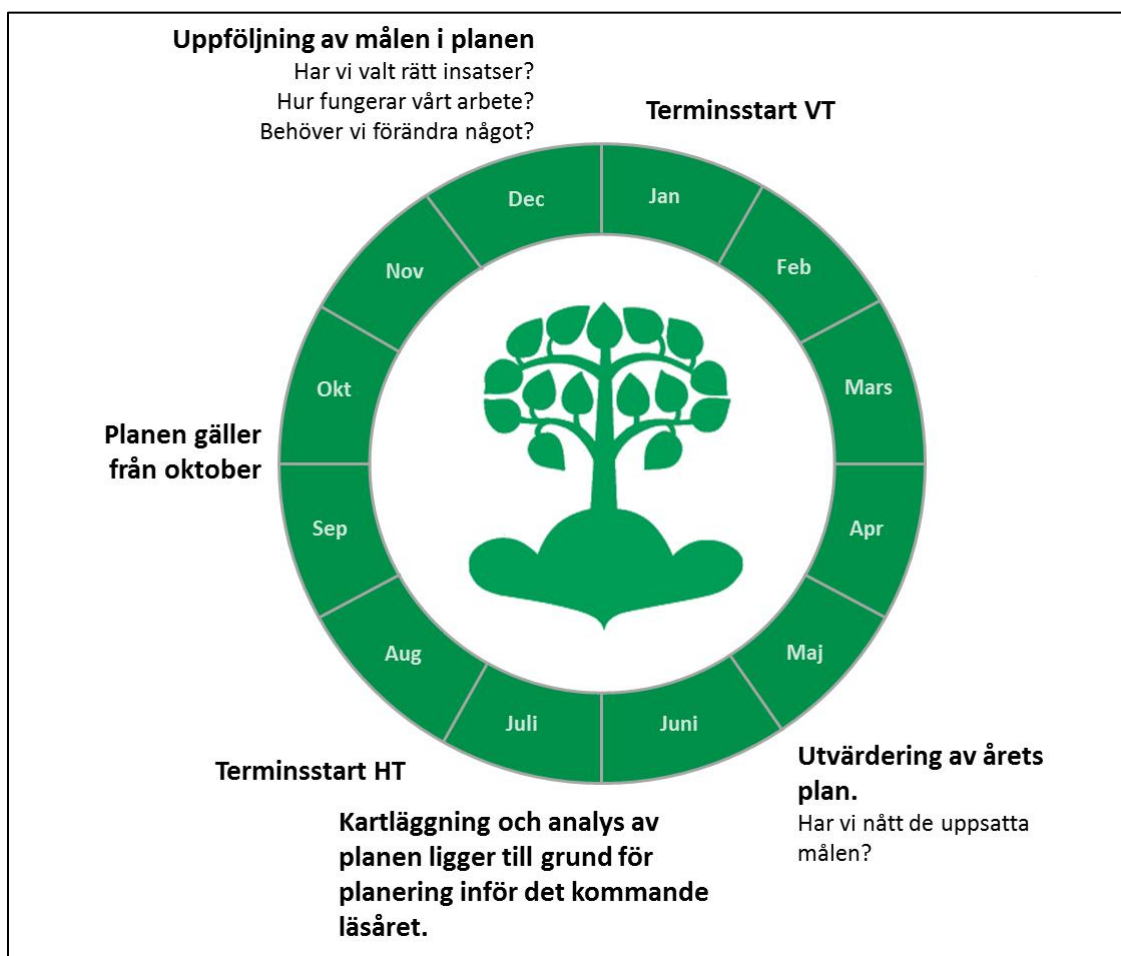 Uppföljning av målen i planen
Har vi valt rätt insatser?
Hur fungerar vårt arbete?
Behöver vi förändra något?
Terminsstart VT
Dec
Jan
Nov
Feb
Okt
Mars
Planen gäller
från oktober
Sep
Apr
Aug
Maj
Juli
Juni
Terminsstart HT
Utvärdering av årets
plan.
Har vi nått de uppsatta
målen?
Kartläggning och analys av
planen ligger till grund för
planering inför det kommande
läsåret.